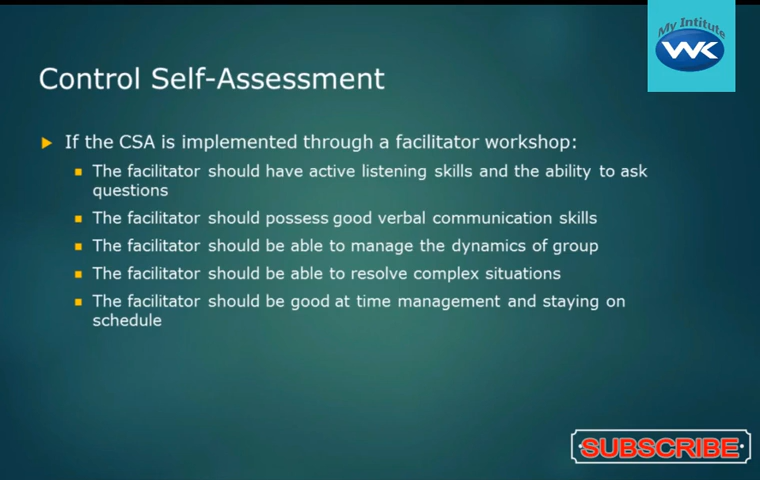 My Intitute
VVK
Control Self-Assessment
If the CSA is implemented through a facilitator workshop:
The facilitator should have active listening skills and the ability to ask
questions
The facilitator should possess good verbal communication skills
The facilitator should be able to manage the dynamics of group
The facilitator should be able to resolve complex situations
The facilitator should be good at time management and staying on
schedule
SUBSCRIBE